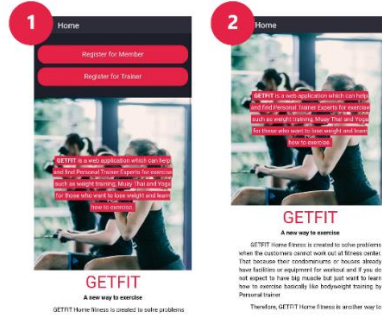 1
Home
Register for Member
Register for Trainer
GETFIT is a web application which can help
and find Personal Trainer Experts for exercise
such as weight training, Muay Thai and Yoga
for those who want to lose weight and learn
how to exercise.
GETFIT
A new way to exercise
GETFIT Home fitness is created to solve problems
2
Home
GETFIT is a web application which can help
and find Personal Trainer Experts for exercise
such as weight training, Muay Thai and Yoga
for those who want to lose weight and learn
how to exercise.
GETFIT
A new way to exercise
GETFIT Home fitness is created to solve problems
when the customers cannot work out at fitness center.
That because their condominiums or houses already
have facilities or equipment for workout and if you do
not expect to have big muscle but just want to learn
how to exercise basically like bodyweight training by
Personal trainer
Therefore, GETFIT Home fitness is another way to